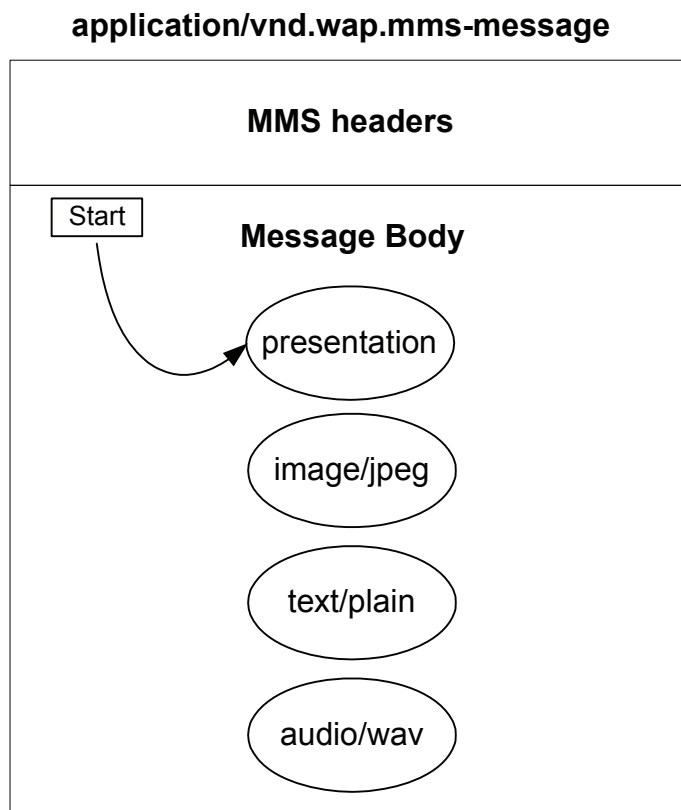 application/vnd.wap.mms-message
MMS headers
Start
Message Body
presentation
image/jpeg
text/plain
audio/wav